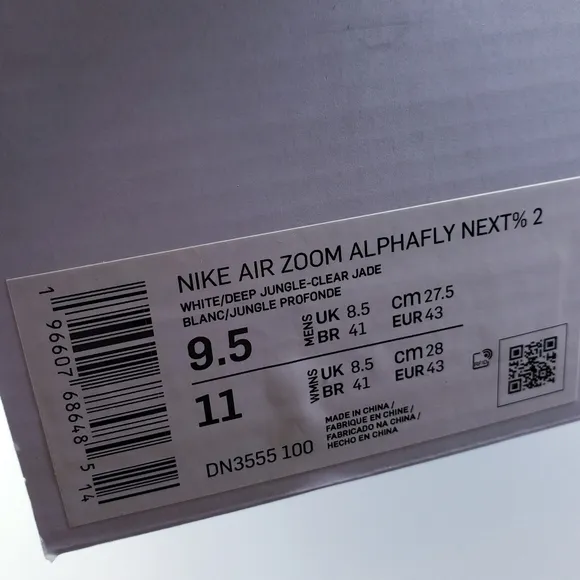 NIKE AIR ZOOM ALPHAFLY NEXT% 2
WHITE/DEEP JUNGLE-CLEAR JADE
BLANC/JUNGLE PROFONDE
9.5 MENS UK 8.5 CM 27.5
BR 41 EUR 43
11 WMNS UK 8.5 CM 28
BR 41 EUR 43
MADE IN CHINA /
FABRIQUE EN CHINE /
FABRICADO NA CHINA /
HECHO EN CHINA
DN3555 100
1 96607 68648 514